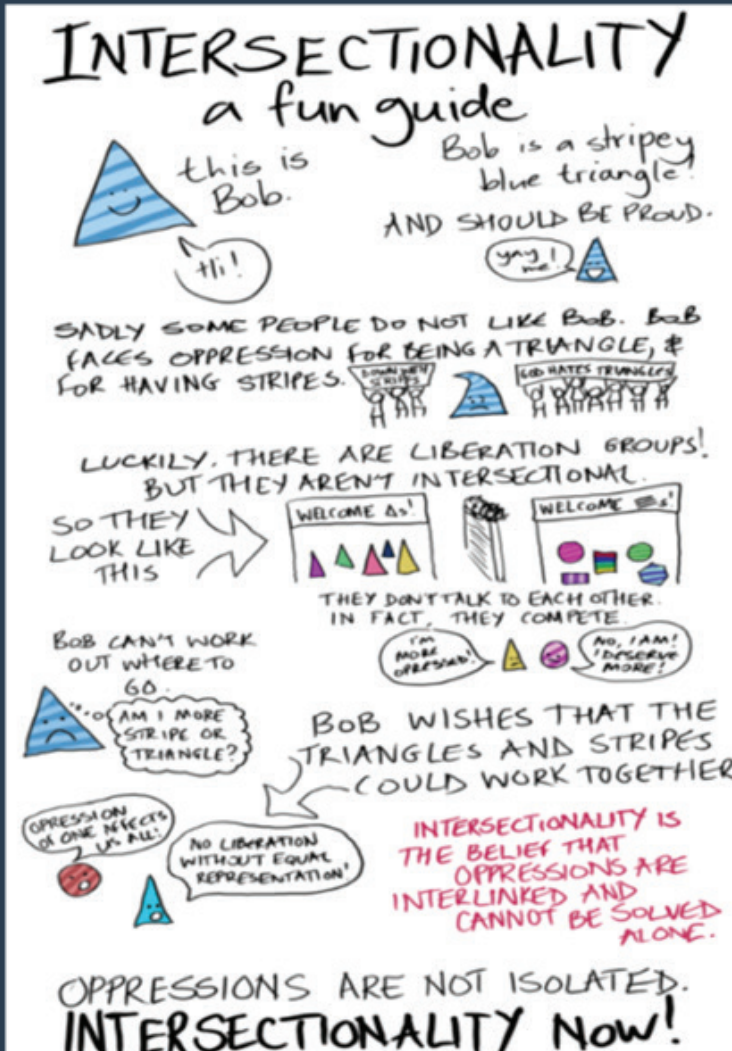 INTERSECTIONALITY
a fun guide
this is
Bob.
Hi!
Bob is a stripey
blue triangle!
AND SHOULD BE PROUD.
yay!
me!
SADLY SOME PEOPLE DO NOT LIKE BOB. BOB
FACES OPPRESSION FOR BEING A TRIANGLE, &
FOR HAVING STRIPES.
DOWN WITH
STRIPES
GOD HATES TRIANGLES
LUCKILY, THERE ARE LIBERATION GROUPS!
BUT THEY AREN'T INTERSECTIONAL.
SO THEY
LOOK LIKE
THIS
WELCOME Δs!
WELCOME s!
THEY DON'T TALK TO EACH OTHER.
IN FACT, THEY COMPETE
I'M
MORE
OPRESSED!
NO, I AM!
I DESERVE
MORE!
BOB CAN'T WORK
OUT WHERE TO
GO.
AM I MORE
STRIPE OR
TRIANGLE?
BOB WISHES THAT THE
TRIANGLES AND STRIPES
COULD WORK TOGETHER
OPRESSION
OF ONE AFFECTS
US ALL!
NO LIBERATION
WITHOUT EQUAL
REPRESENTATION!
INTERSECTIONALITY IS
THE BELIEF THAT
OPPRESSIONS ARE
INTERLINKED AND
CANNOT BE SOLVED
ALONE.
OPPRESSIONS ARE NOT ISOLATED.
INTERSECTIONALITY NOW!